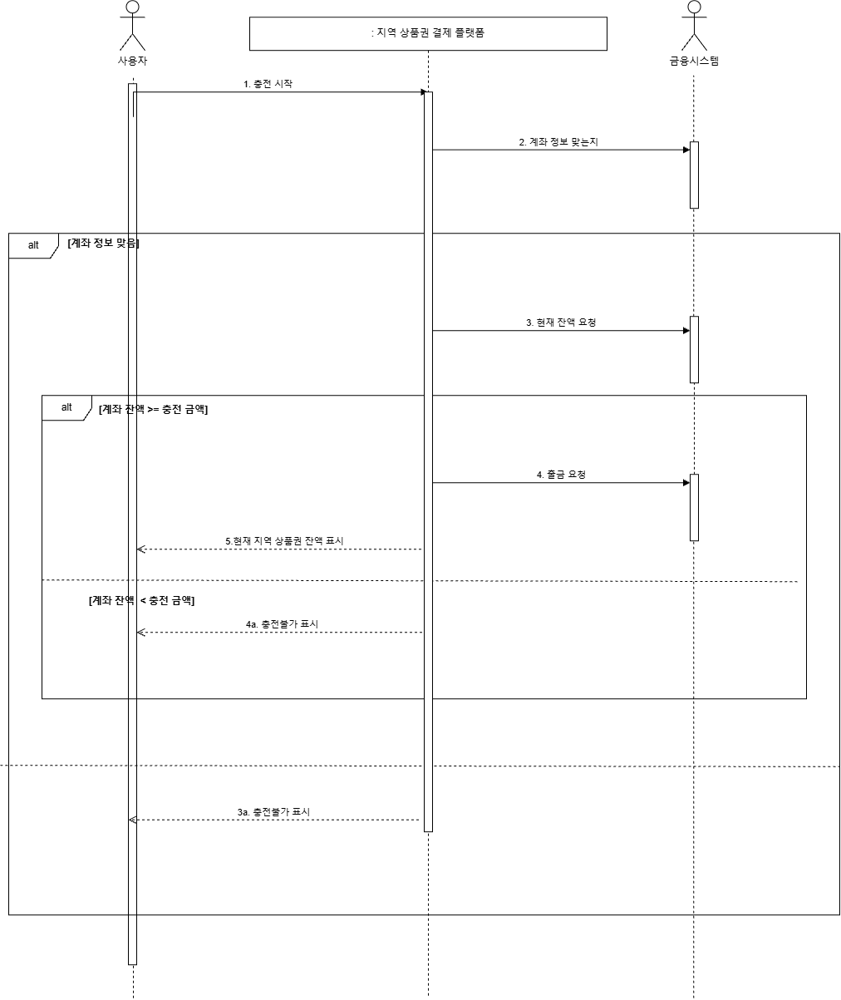 : 지역 상품권 결제 플랫폼
사용자
금융시스템
1. 충전 시작
2. 계좌 정보 맞는지
alt
[계좌 정보 맞음]
3. 현재 잔액 요청
alt
[계좌 잔액 >= 충전 금액]
4. 출금 요청
5.현재 지역 상품권 잔액 표시
[계좌 잔액 < 충전 금액]
4a. 충전불가 표시
3a. 충전불가 표시